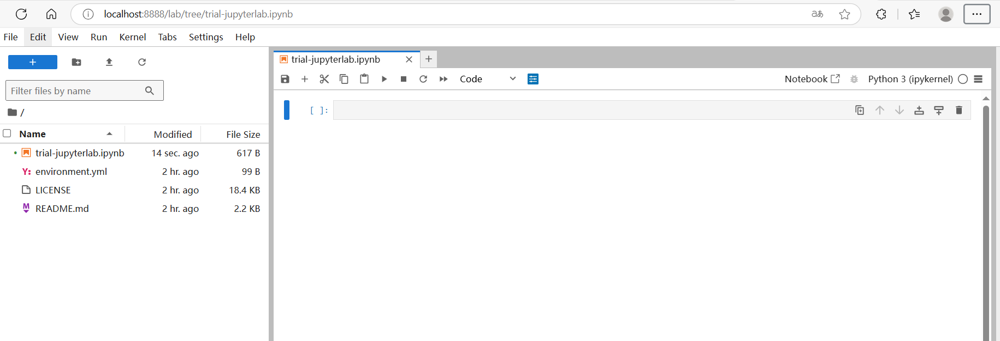 localhost:8888/lab/tree/trial-jupyterlab.ipynb aあ
File Edit View Run Kernel Tabs Settings Help
trial-jupyterlab.ipynb
Code Notebook Python 3 (ipykernel)
Filter files by name
/
[ ]:
Name Modified File Size
trial-jupyterlab.ipynb 14 sec. ago 617 B
Y: environment.yml 2 hr. ago 99 B
LICENSE 2 hr. ago 18.4 KB
M README.md 2 hr. ago 2.2 KB